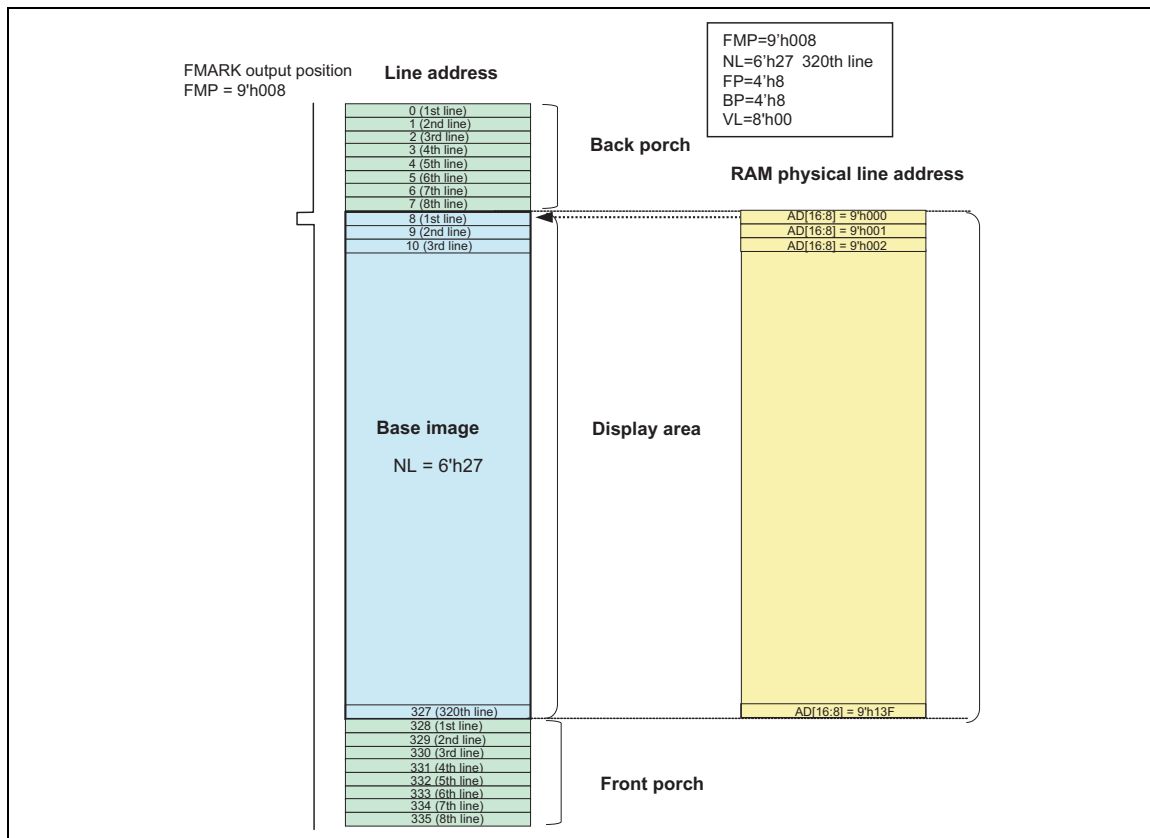 FMP=9’h008
NL=6’h27  320th line
FP=4’h8
BP=4’h8
VL=8'h00
FMARK output position
FMP = 9'h008
Line address
0 (1st line)
1 (2nd line)
2 (3rd line)
3 (4th line)
4 (5th line)
5 (6th line)
6 (7th line)
7 (8th line)
Back porch
RAM physical line address
8 (1st line)
9 (2nd line)
10 (3rd line)
AD[16:8] = 9'h000
AD[16:8] = 9'h001
AD[16:8] = 9'h002
Base image
NL = 6'h27
Display area
327 (320th line)
AD[16:8] = 9'h13F
328 (1st line)
329 (2nd line)
330 (3rd line)
331 (4th line)
332 (5th line)
333 (6th line)
334 (7th line)
335 (8th line)
Front porch